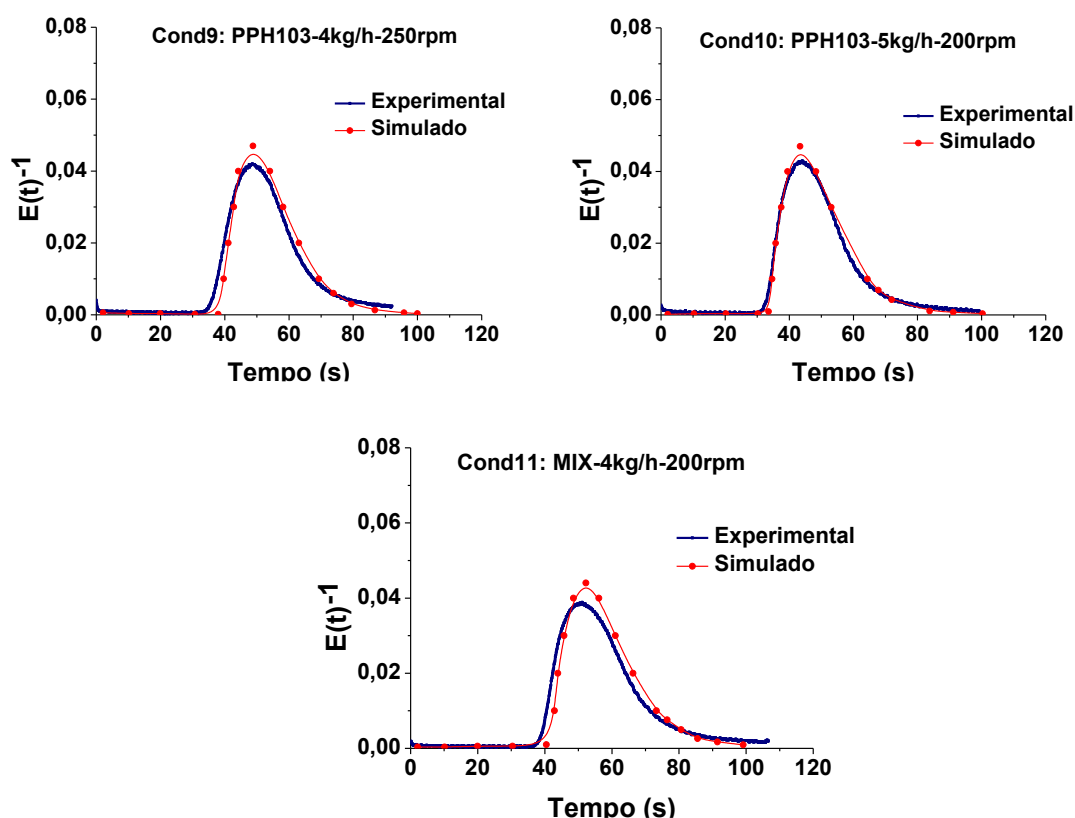 Cond9: PPH103-4kg/h-250rpm
Experimental
Simulado
E(t)-1
0,08
0,06
0,04
0,02
0,00
0 20 40 60 80 100 120
Tempo (s)
Cond10: PPH103-5kg/h-200rpm
Experimental
Simulado
E(t)-1
0,08
0,06
0,04
0,02
0,00
0 20 40 60 80 100 120
Tempo (s)
Cond11: MIX-4kg/h-200rpm
Experimental
Simulado
E(t)-1
0,08
0,06
0,04
0,02
0,00
0 20 40 60 80 100 120
Tempo (s)